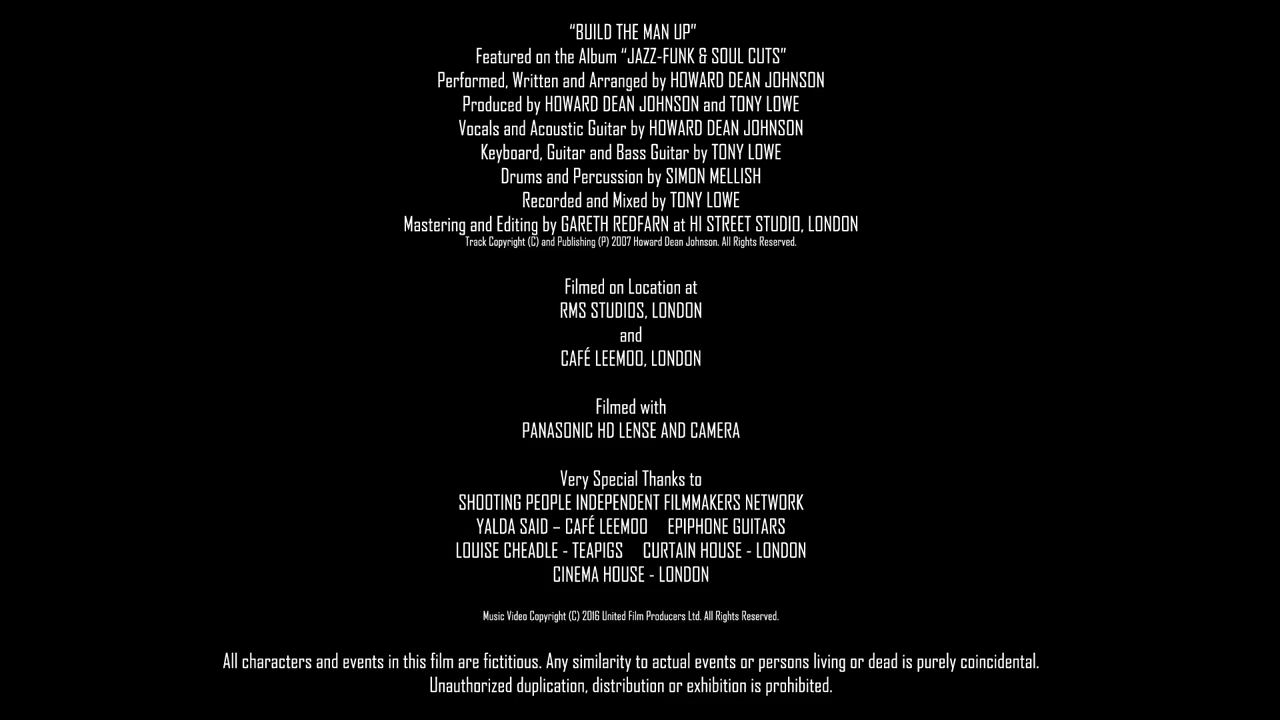 “BUILD THE MAN UP”
Featured on the Album “JAZZ-FUNK & SOUL CUTS”
Performed, Written and Arranged by HOWARD DEAN JOHNSON
Produced by HOWARD DEAN JOHNSON and TONY LOWE
Vocals and Acoustic Guitar by HOWARD DEAN JOHNSON
Keyboard, Guitar and Bass Guitar by TONY LOWE
Drums and Percussion by SIMON MELLISH
Recorded and Mixed by TONY LOWE
Mastering and Editing by GARETH REDFARN at HI STREET STUDIO, LONDON
Track Copyright (C) and Publishing (P) 2007 Howard Dean Johnson. All Rights Reserved.
Filmed on Location at
RMS STUDIOS, LONDON
and
CAFÉ LEEMOO, LONDON
Filmed with
PANASONIC HD LENSE AND CAMERA
Very Special Thanks to
SHOOTING PEOPLE INDEPENDENT FILMMAKERS NETWORK
YALDA SAID – CAFÉ LEEMOO EPIPHONE GUITARS
LOUISE CHEADLE - TEAPIGS CURTAIN HOUSE - LONDON
CINEMA HOUSE - LONDON
Music Video Copyright (C) 2016 United Film Producers Ltd. All Rights Reserved.
All characters and events in this film are fictitious. Any similarity to actual events or persons living or dead is purely coincidental.
Unauthorized duplication, distribution or exhibition is prohibited.